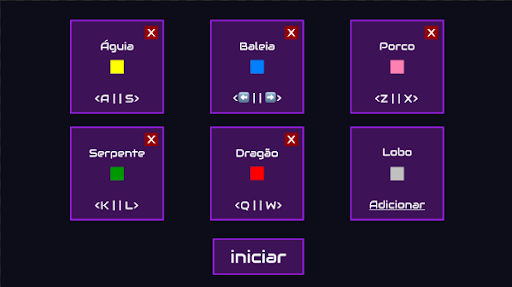 Águia
X
<A||S>
Baleia
X
<⬅️||➡️>
Porco
X
<Z||X>
Serpente
X
<K||L>
Dragão
X
<Q||W>
Lobo
Adicionar
iniciar